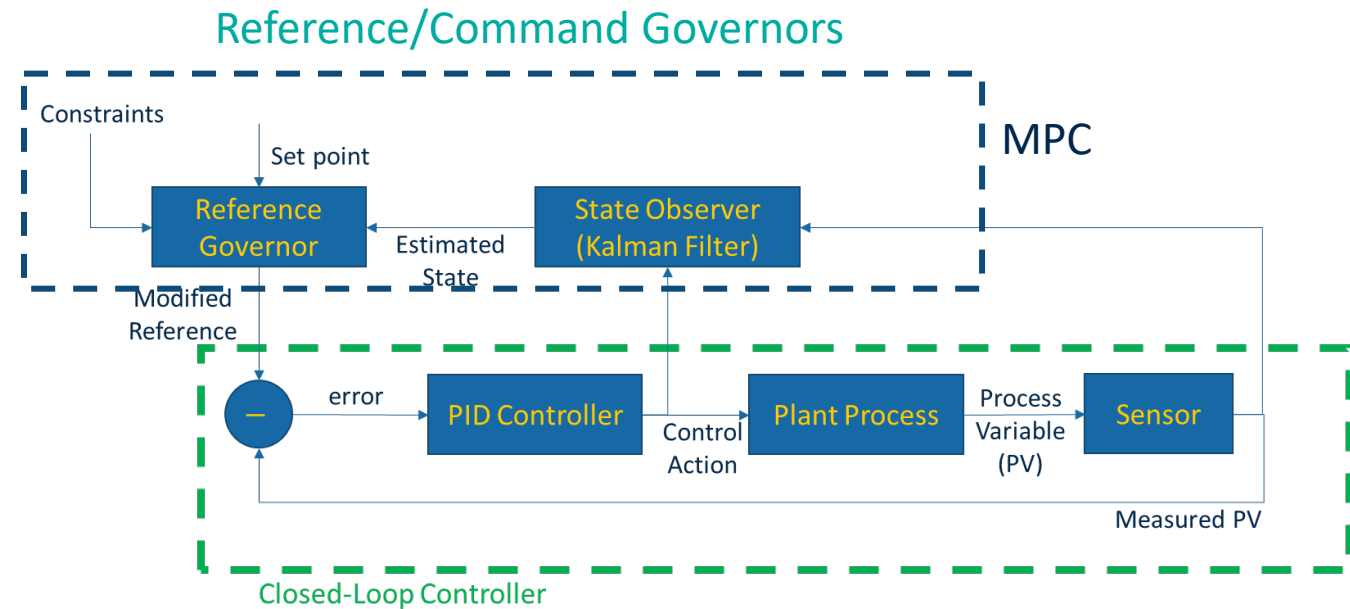 Reference/Command Governors
Constraints
MPC
Set point
Reference
Governor
Estimated
State
State Observer
(Kalman Filter)
Modified
Reference
–
error
PID Controller
Control
Action
Plant Process
Process
Variable
(PV)
Sensor
Measured PV
Closed-Loop Controller